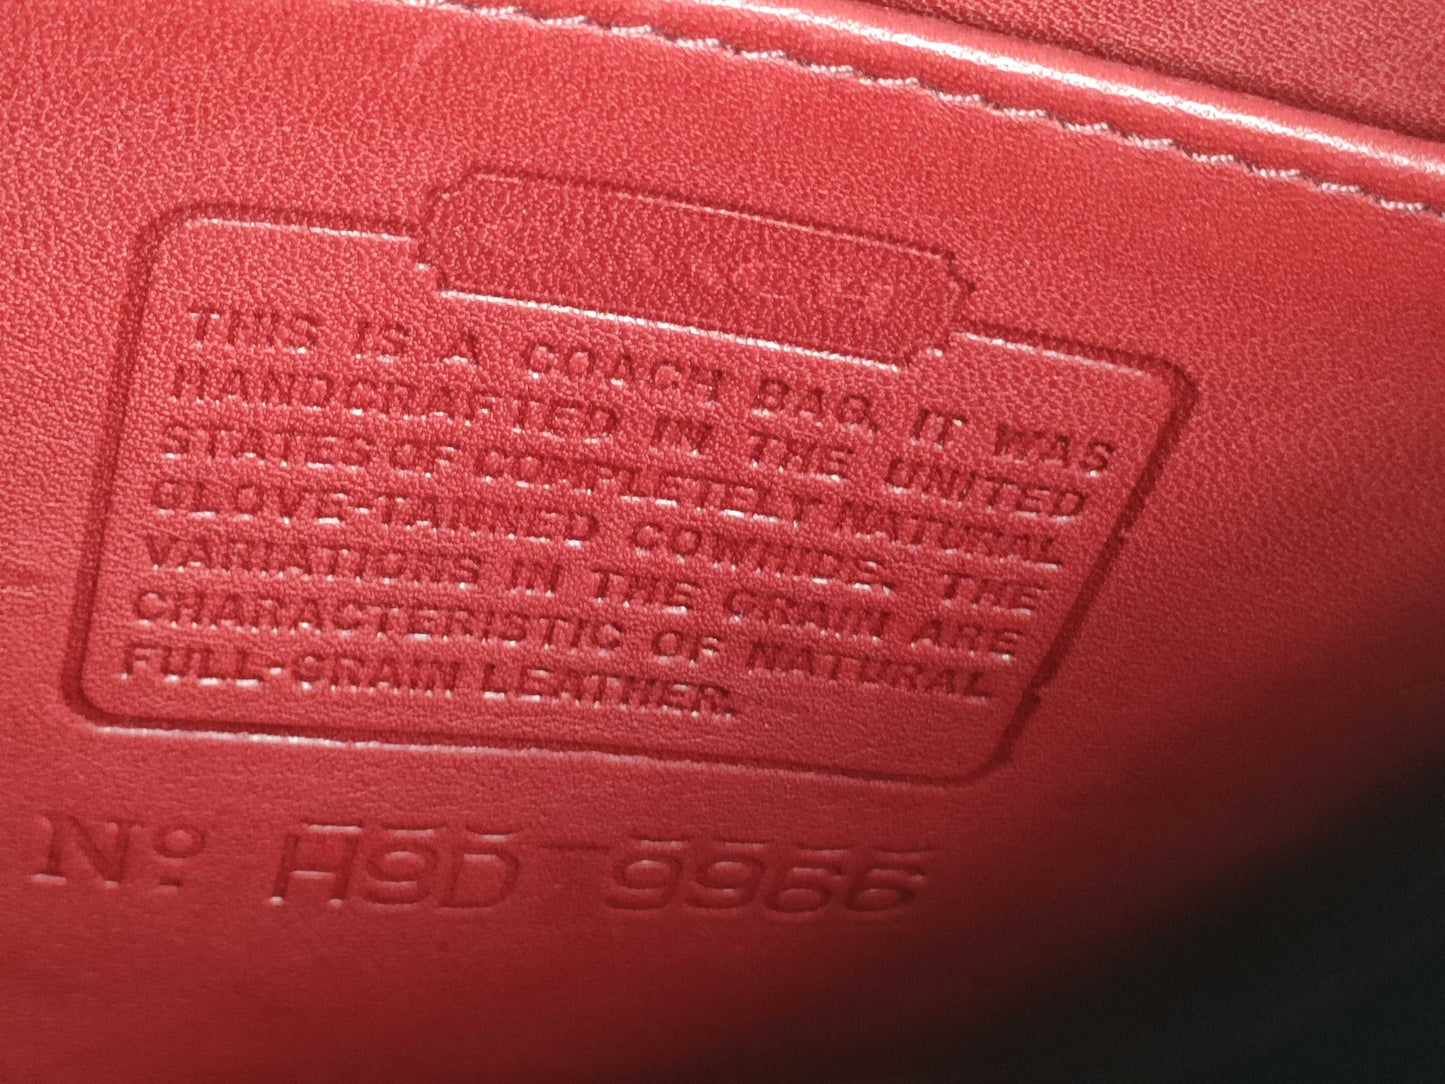 THIS IS A COACH BAG. IT WAS
HANDCRAFTED IN THE UNITED
STATES OF COMPLETELY NATURAL
GLOVE-TANNED COWHIDE. THE
VARIATIONS IN THE GRAIN ARE
CHARACTERISTIC OF NATURAL
FULL-GRAIN LEATHER.
Nº H9D-9966